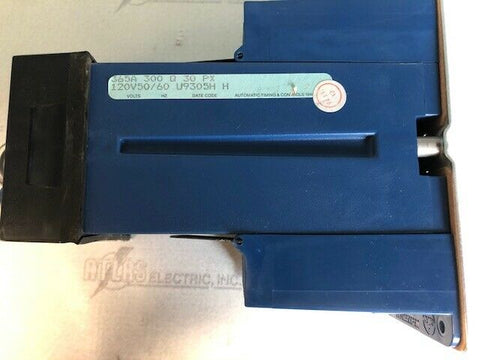 365A 300 Q 30 PX
120V50/60 U9305H H
VOLTS HZ DATE CODE AUTOMATIC TIMING & CONTROLS
ATLAS ELECTRIC, INC.